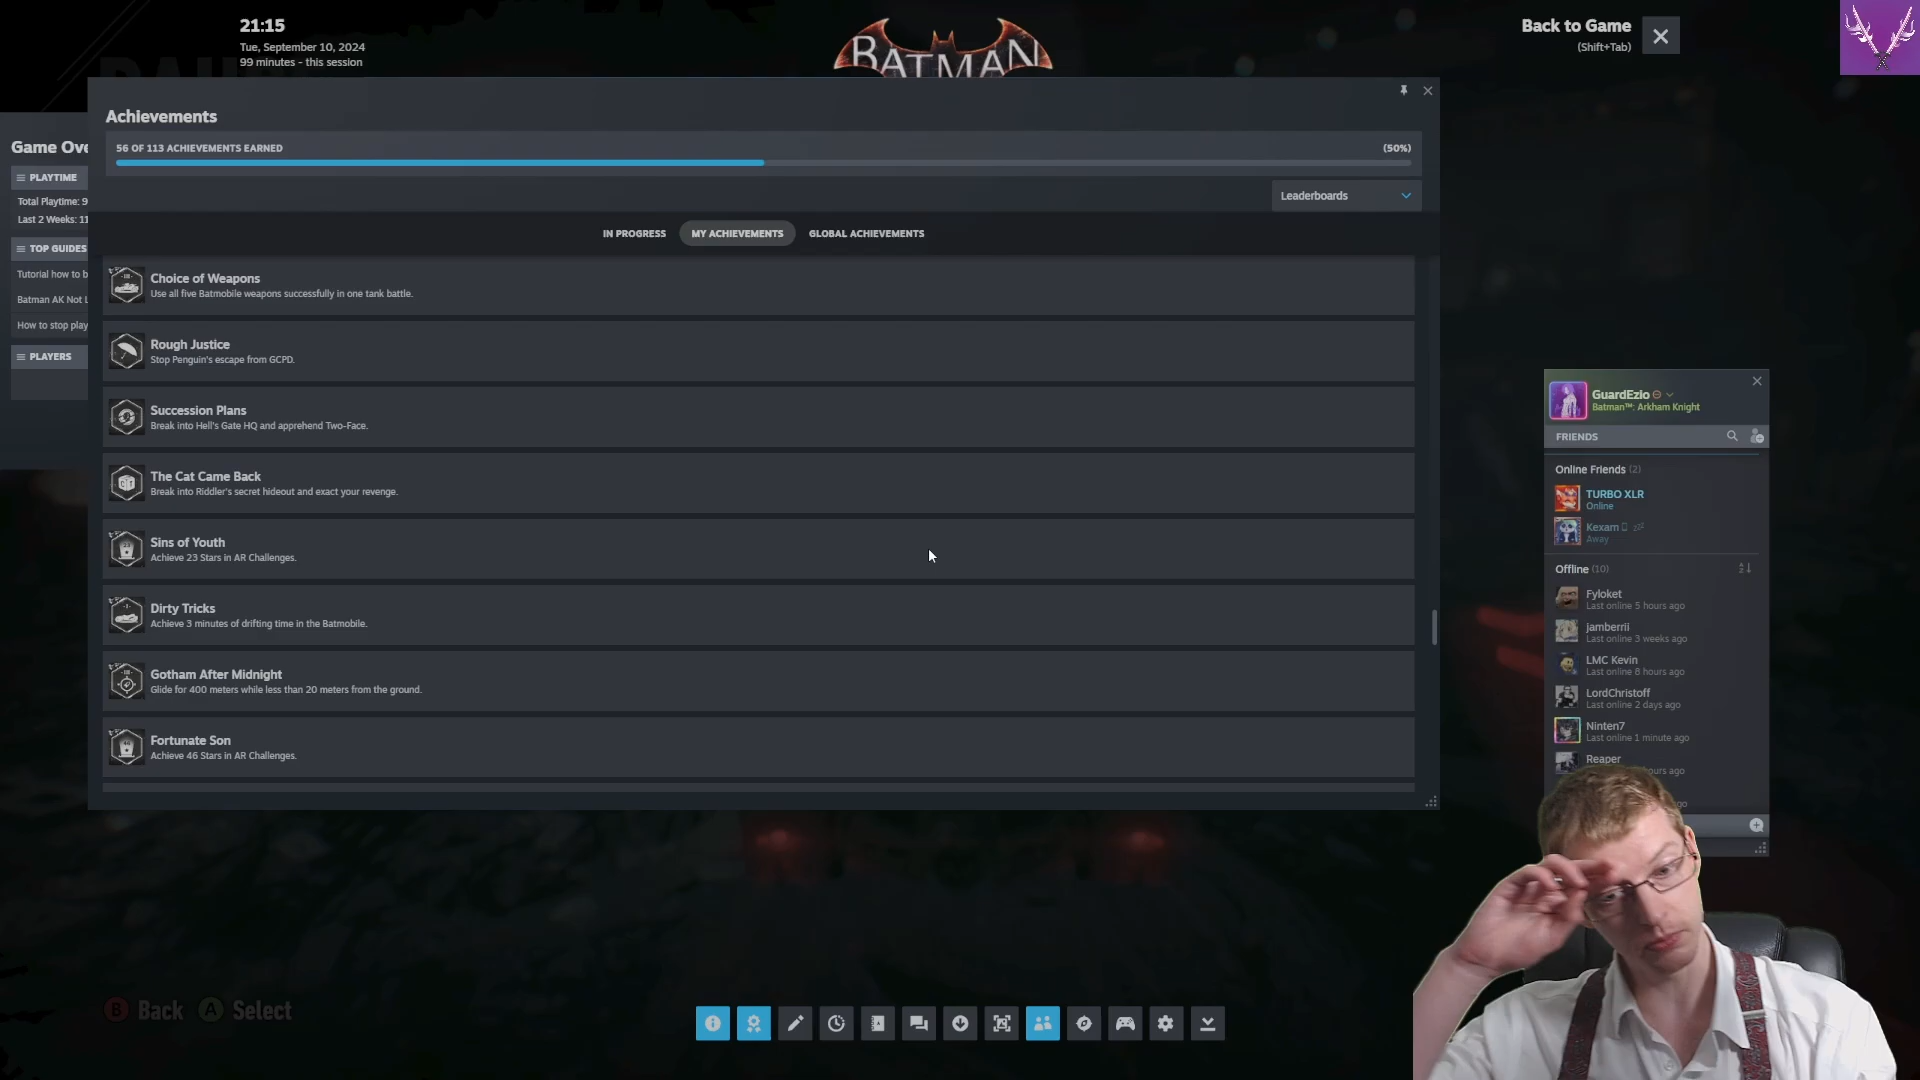 21:15
Tue, September 10, 2024
99 minutes - this session
BATMAN
Back to Game
(Shift+Tab)
Achievements
56 OF 113 ACHIEVEMENTS EARNED
(50%)
Leaderboards
IN PROGRESS
MY ACHIEVEMENTS
GLOBAL ACHIEVEMENTS
Game Ove
PLAYTIME
Total Playtime: 9
Last 2 Weeks: 11
TOP GUIDES
Tutorial how to b
Batman AK Not L
How to stop play
PLAYERS
Choice of Weapons
Use all five Batmobile weapons successfully in one tank battle.
Rough Justice
Stop Penguin's escape from GCPD.
Succession Plans
Break into Hell's Gate HQ and apprehend Two-Face.
The Cat Came Back
Break into Riddler's secret hideout and exact your revenge.
Sins of Youth
Achieve 23 Stars in AR Challenges.
Dirty Tricks
Achieve 3 minutes of drifting time in the Batmobile.
Gotham After Midnight
Glide for 400 meters while less than 20 meters from the ground.
Fortunate Son
Achieve 46 Stars in AR Challenges.
GuardEzio
Batman™: Arkham Knight
FRIENDS
Online Friends (2)
TURBO XLR
Online
Kexam
Away
Offline (10)
Fyloket
Last online 5 hours ago
jamberrii
Last online 3 weeks ago
LMC Kevin
Last online 8 hours ago
LordChristoff
Last online 2 days ago
Ninten7
Last online 1 minute ago
Reaper
ours ago
go
B Back A Select